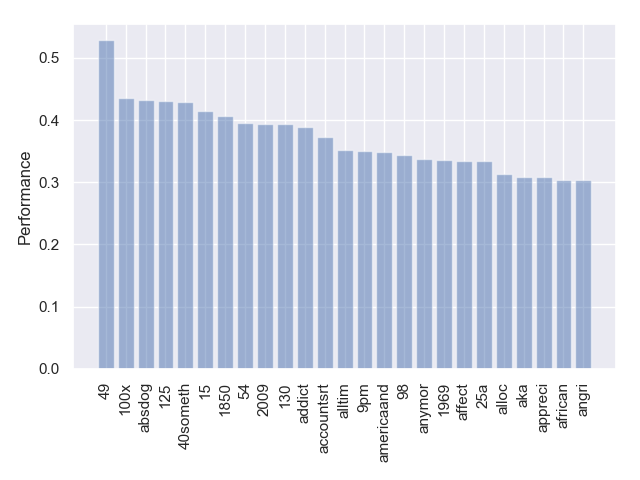 Performance
0.5
0.4
0.3
0.2
0.1
0.0
49
100x
absdog
125
40someth
15
1850
54
2009
130
addict
accountsrt
alltim
9pm
americaand
98
anymor
1969
affect
25a
alloc
aka
appreci
african
angri